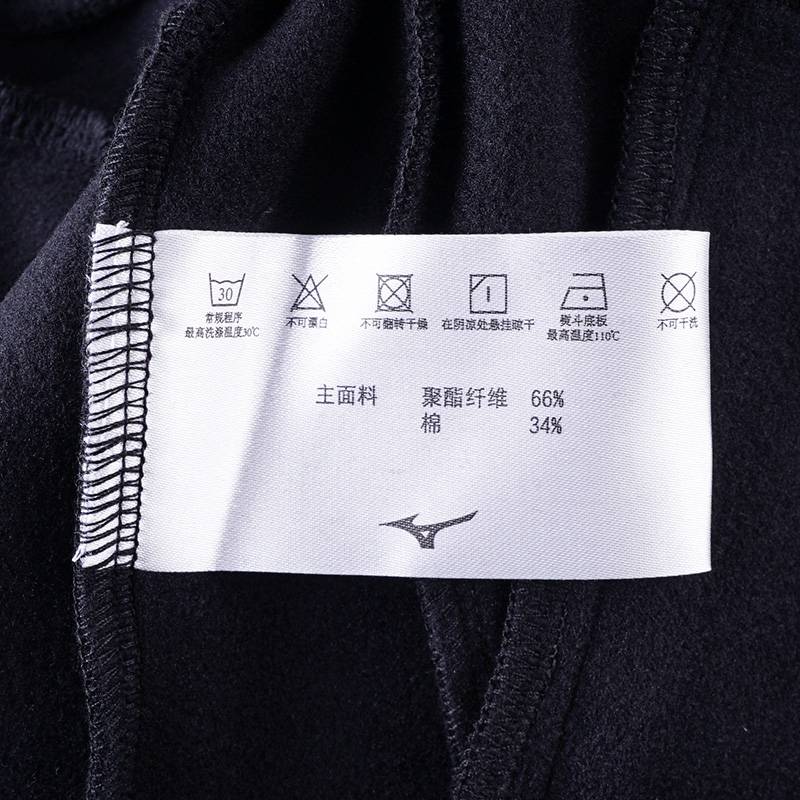 30
常规程序
最高洗涤温度30℃
不可漂白
不可翻转干燥
在阴凉处悬挂晾干
熨斗底板
最高温度110℃
不可干洗
主面料 聚酯纤维 66%
棉 34%